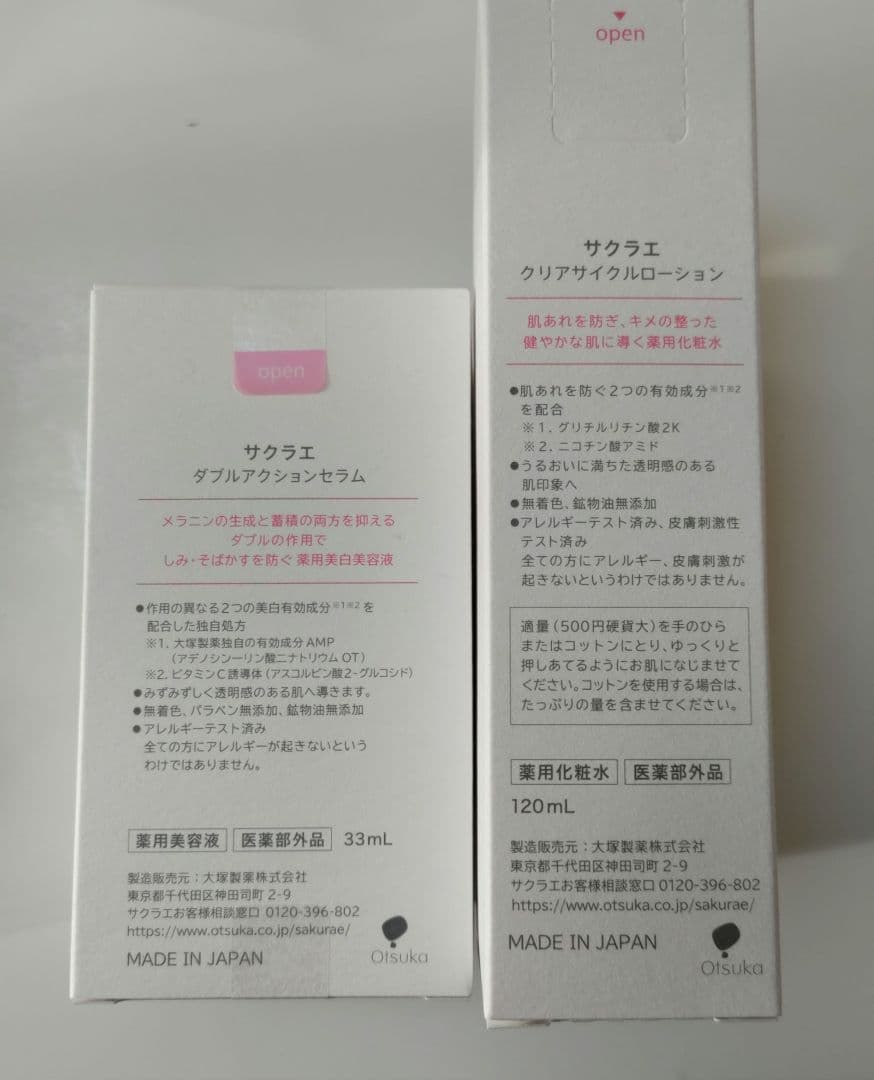 open
サクラエ
ダブルアクションセラム
メラニンの生成と蓄積の両方を抑える
ダブルの作用で
しみ・そばかすを防ぐ 薬用美白美容液
●作用の異なる2つの美白有効成分※1※2を
配合した独自処方
※1. 大塚製薬独自の有効成分AMP
(アデノシン一リン酸二ナトリウム OT)
※2. ビタミンC誘導体(アスコルビン酸2-グルコシド)
●みずみずしく透明感のある肌へ導きます。
●無着色、パラベン無添加、鉱物油無添加
●アレルギーテスト済み
全ての方にアレルギーが起きないという
わけではありません。
薬用美容液 医薬部外品 33mL
製造販売元:大塚製薬株式会社
東京都千代田区神田司町 2-9
サクラエお客様相談窓口 0120-396-802
https://www.otsuka.co.jp/sakurae/
MADE IN JAPAN
Otsuka
open
サクラエ
クリアサイクルローション
肌あれを防ぎ、キメの整った
健やかな肌に導く薬用化粧水
●肌あれを防ぐ2つの有効成分※1※2
を配合
※1. グリチルリチン酸2K
※2. ニコチン酸アミド
●うるおいに満ちた透明感のある
肌印象へ
●無着色、鉱物油無添加
●アレルギーテスト済み、皮膚刺激性
テスト済み
全ての方にアレルギー、皮膚刺激が
起きないというわけではありません。
適量(500円硬貨大)を手のひら
またはコットンにとり、ゆっくりと
押しあてるようにお肌になじませて
ください。コットンを使用する場合は、
たっぷりの量を含ませてください。
薬用化粧水 医薬部外品
120mL
製造販売元:大塚製薬株式会社
東京都千代田区神田司町 2-9
サクラエお客様相談窓口 0120-396-802
https://www.otsuka.co.jp/sakurae/
MADE IN JAPAN
Otsuka